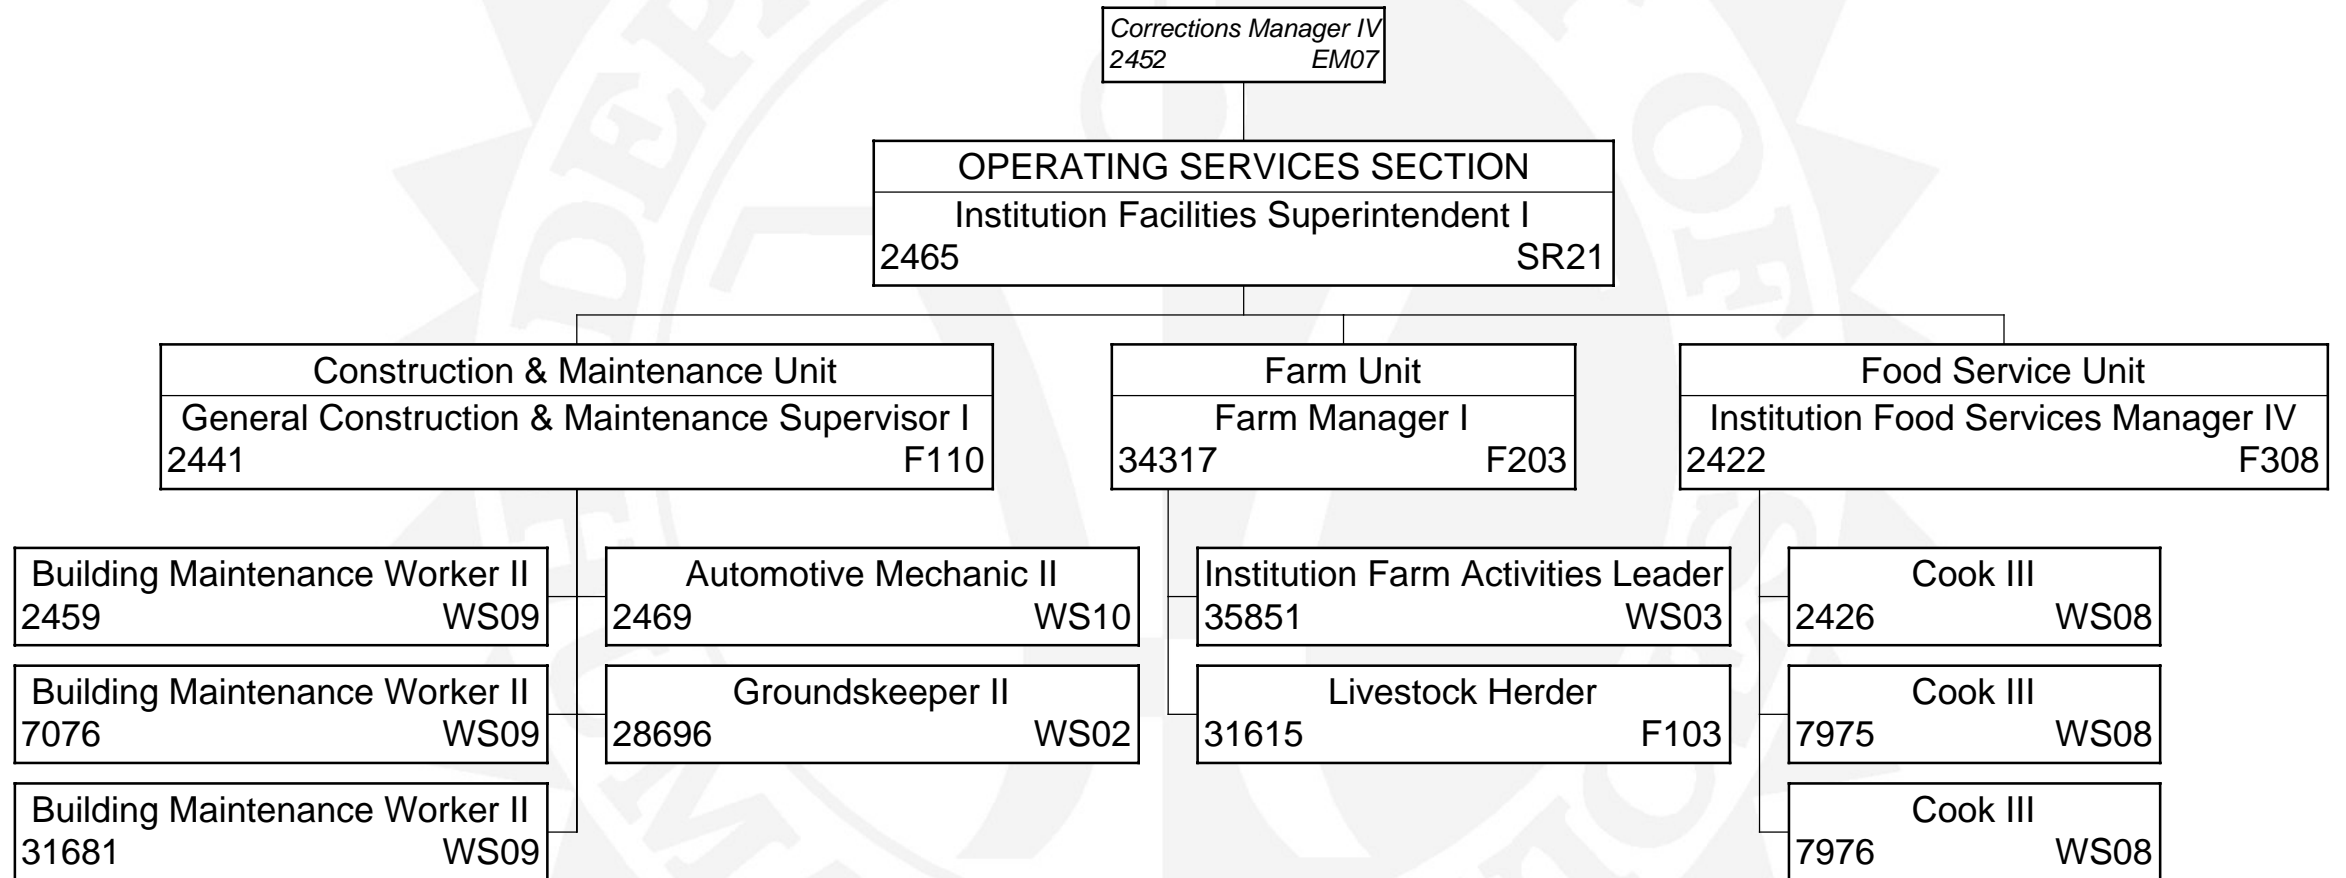 Corrections Manager IV
2452 EM07
OPERATING SERVICES SECTION
Institution Facilities Superintendent I
2465 SR21
Construction & Maintenance Unit
General Construction & Maintenance Supervisor I
2441 F110
Farm Unit
Farm Manager I
34317 F203
Food Service Unit
Institution Food Services Manager IV
2422 F308
Building Maintenance Worker II
2459 WS09
Building Maintenance Worker II
7076 WS09
Building Maintenance Worker II
31681 WS09
Automotive Mechanic II
2469 WS10
Groundskeeper II
28696 WS02
Institution Farm Activities Leader
35851 WS03
Livestock Herder
31615 F103
Cook III
2426 WS08
Cook III
7975 WS08
Cook III
7976 WS08